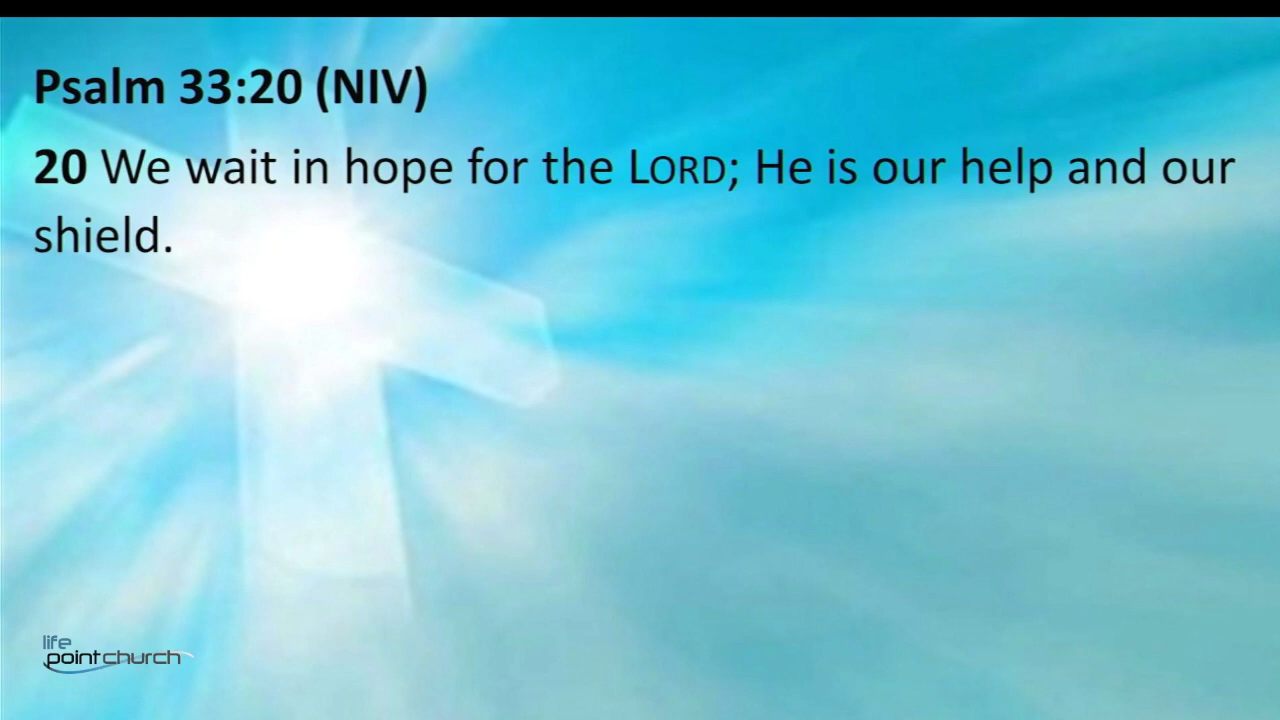 Psalm 33:20 (NIV)
20 We wait in hope for the LORD; He is our help and our
shield.
life
pointchurch